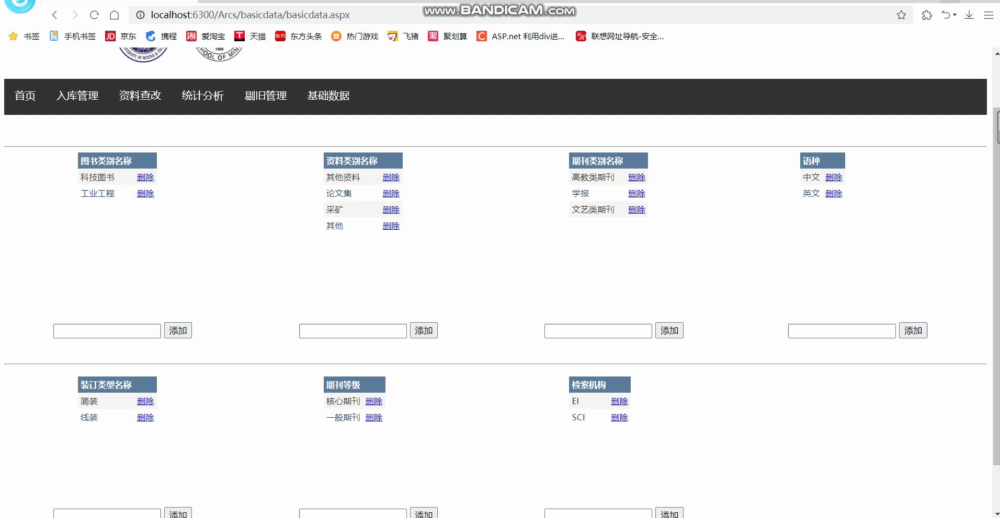 localhost:6300/Arcs/basicdata/basicdata.aspx
www.BANDICAM.com
书签 手机书签 JD 京东 携程 淘 爱淘宝 T 天猫 东方 东方头条 热门游戏 飞猪 聚 聚划算 C ASP.net 利用div进... 联想网址导航-安全...
1909
首页 入库管理 资料查改 统计分析 剔旧管理 基础数据
图书类别名称 资料类别名称 期刊类别名称 语种
科技图书 删除 其他资料 删除 高教类期刊 删除 中文 删除
工业工程 删除 论文集 删除 学报 删除 英文 删除
采矿 删除 文艺类期刊 删除
其他 删除
添加 添加 添加 添加
装订类型名称 期刊等级 检索机构
简装 删除 核心期刊 删除 EI 删除
线装 删除 一般期刊 删除 SCI 删除
添加 添加 添加